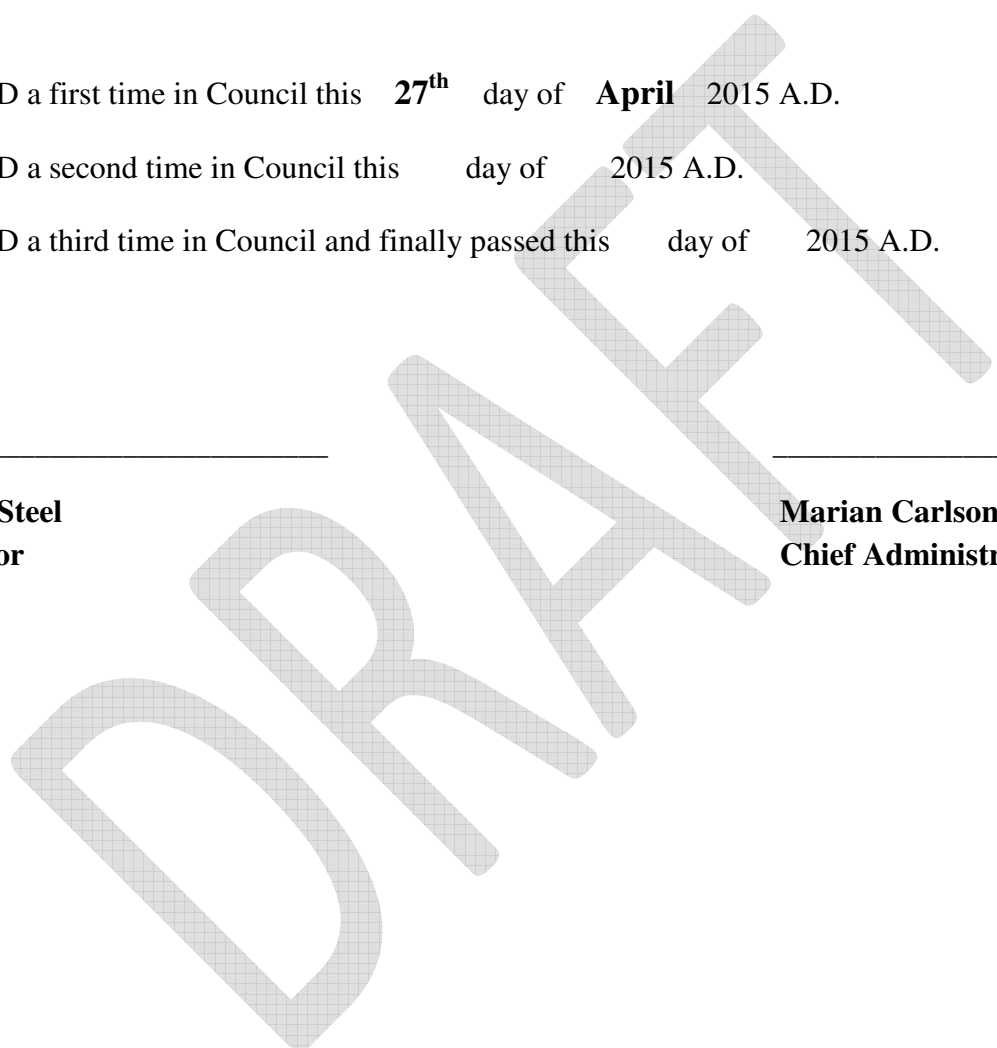 D a first time in Council this 27th day of April 2015 A.D.
D a second time in Council this day of 2015 A.D.
D a third time in Council and finally passed this day of 2015 A.D.
Steel Marian Carlson
or Chief Administr
DRAFT